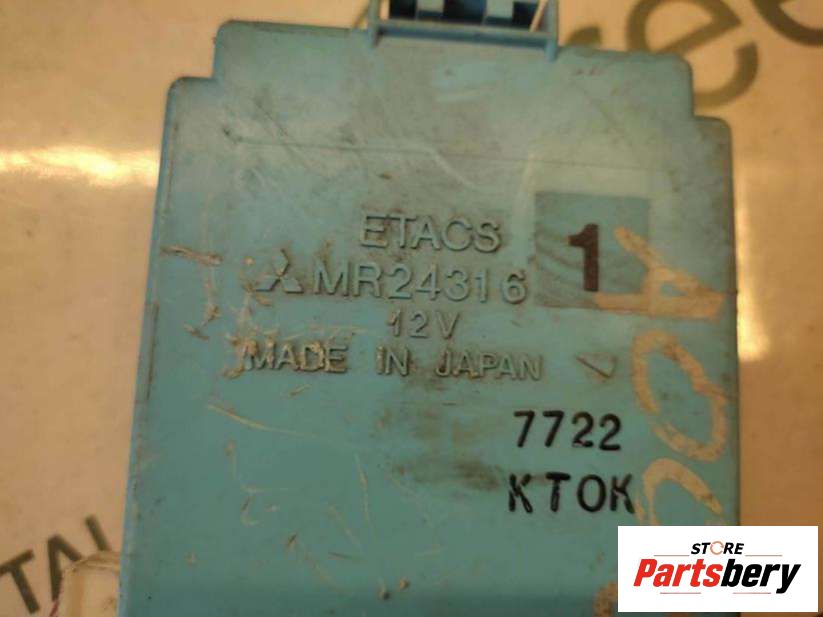 ETACS
MR24316 1
12V
MADE IN JAPAN
7722
KTOK
STORE
Partsbery